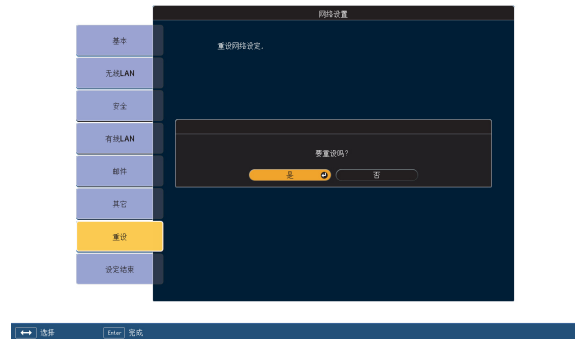 网络设置
基本
重设网络设定.
无线LAN
安全
有线LAN
要重设吗?
邮件
是
否
其它
重设
设定结束
选择
Enter 完成